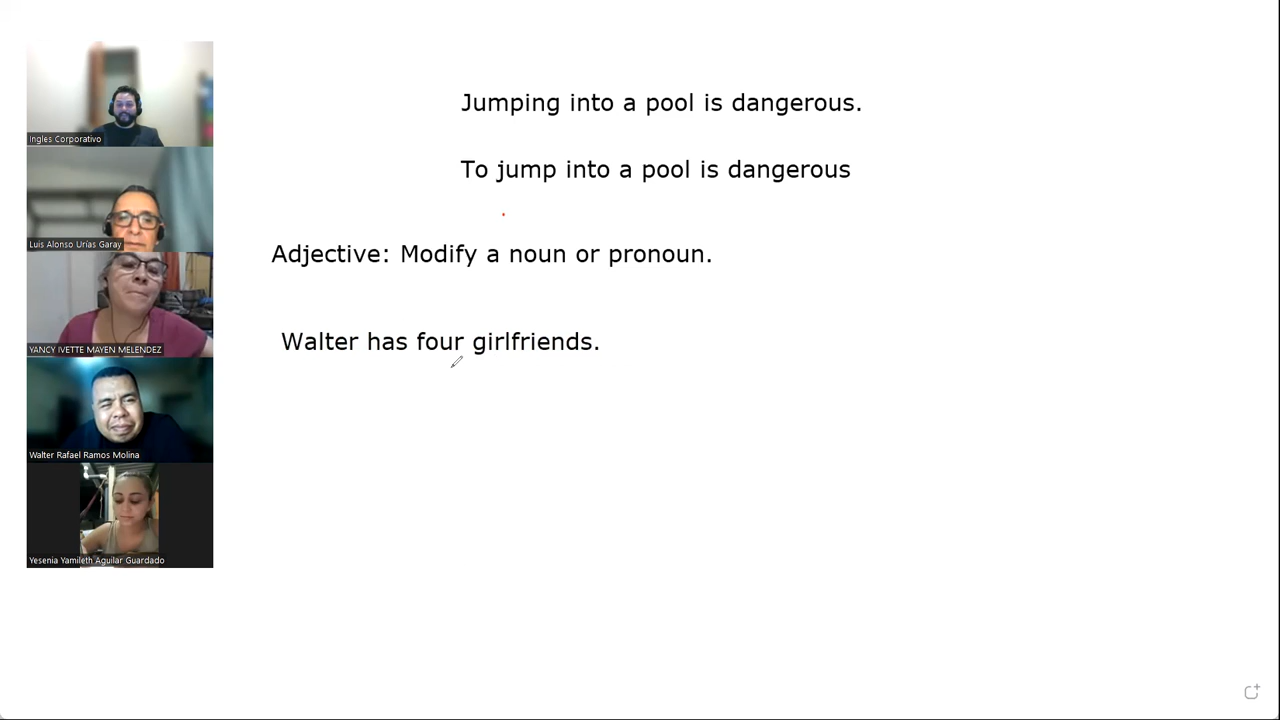 Ingles Corporativo
Luis Alonso Urías Garay
YANCY IVETTE MAYEN MELENDEZ
Walter Rafael Ramos Molina
Yesenia Yamileth Aguilar Guardado
Jumping into a pool is dangerous.
To jump into a pool is dangerous
Adjective: Modify a noun or pronoun.
Walter has four girlfriends.